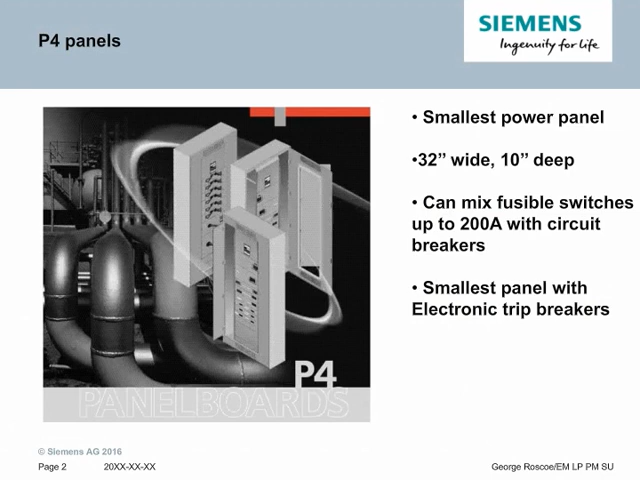 P4 panels
SIEMENS
Ingenuity for life
• Smallest power panel
•32” wide, 10” deep
• Can mix fusible switches
up to 200A with circuit
breakers
• Smallest panel with
Electronic trip breakers
P4
PANELBOARDS
© Siemens AG 2016
Page 2 20XX-XX-XX George Roscoe/EM LP PM SU